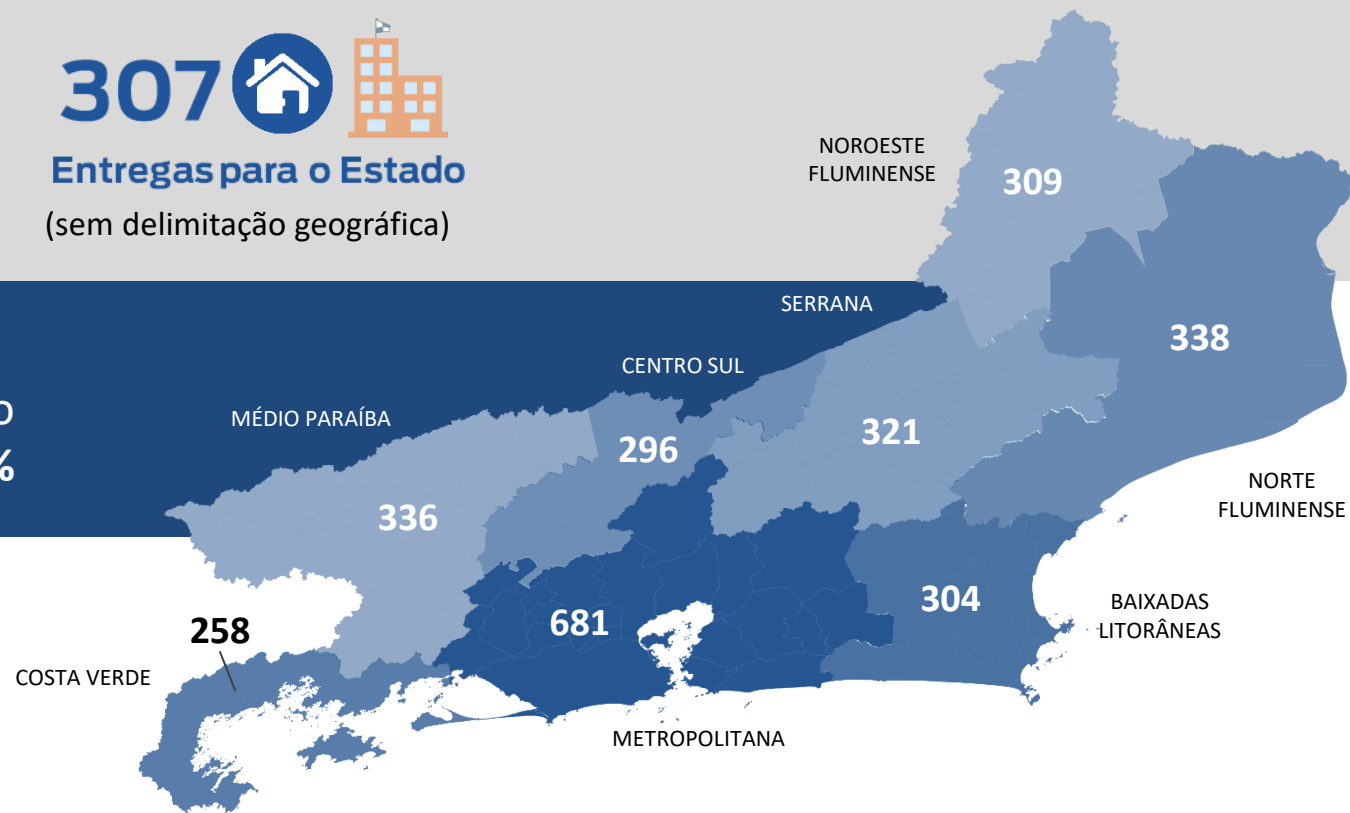 307
Entregas para o Estado
(sem delimitação geográfica)
NOROESTE
FLUMINENSE
309
SERRANA
338
CENTRO SUL
MÉDIO PARAÍBA
321
296
%
336
NORTE
FLUMINENSE
304
BAIXADAS
LITORÂNEAS
681
258
COSTA VERDE
METROPOLITANA